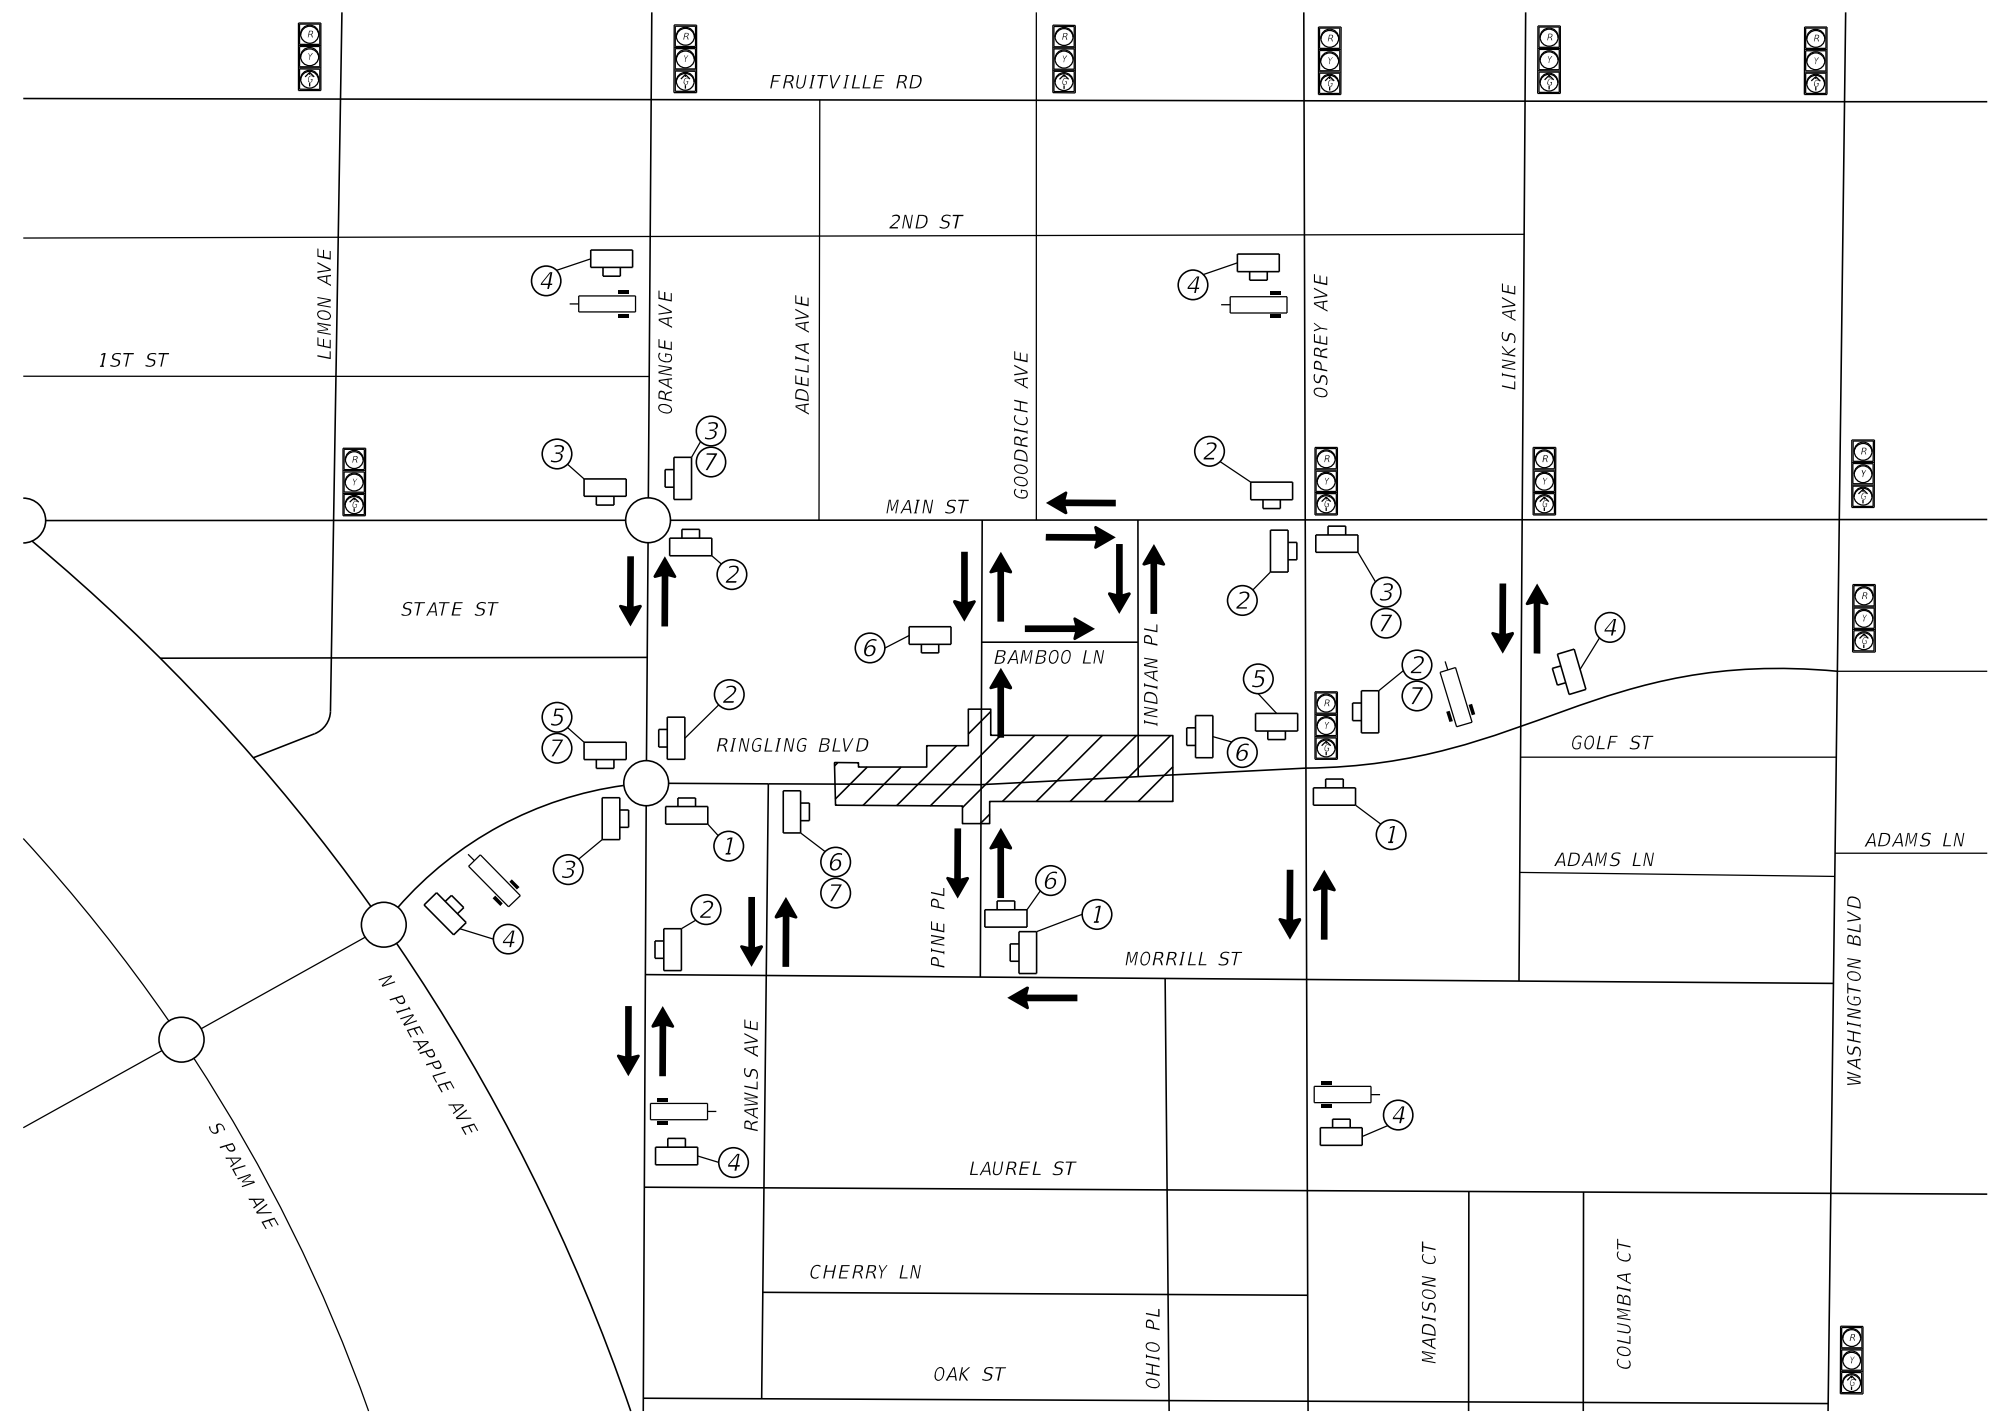 R
Y
G
R
Y
G
R
Y
G
R
Y
G
R
Y
G
R
Y
G
FRUITVILLE RD
2ND ST
LEMON AVE
4
ORANGE AVE
ADELIA AVE
GOODRICH AVE
4
OSPREY AVE
LINKS AVE
1ST ST
3
3
7
2
R
Y
G
MAIN ST
R
Y
G
R
Y
G
R
Y
G
2
2
3
7
STATE ST
R
Y
G
4
6
BAMBOO LN
INDIAN PL
5
2
7
5
7
2
RINGLING BLVD
6
R
Y
G
GOLF ST
3
1
6
7
1
ADAMS LN
ADAMS LN
4
2
PINE PL
6
1
MORRILL ST
WASHINGTON BLVD
N PINEAPPLE AVE
RAWLS AVE
S PALM AVE
4
4
LAUREL ST
CHERRY LN
OHIO PL
MADISON CT
COLUMBIA CT
OAK ST
R
Y
G